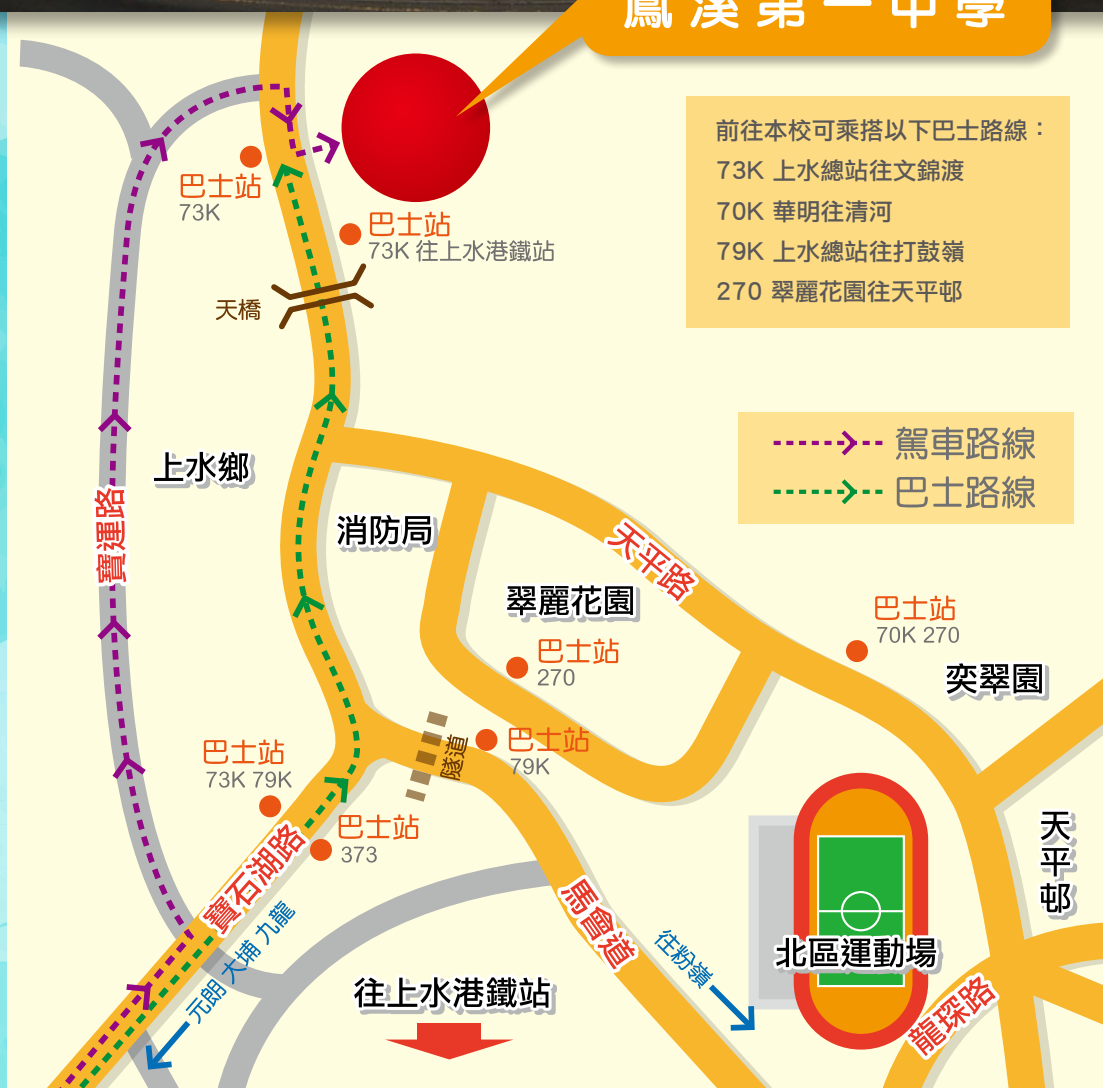 鳳溪第一中學
前往本校可乘搭以下巴士路線：
73K 上水總站往文錦渡
70K 華明往清河
79K 上水總站往打鼓嶺
270 翠麗花園往天平邨
巴士站
73K
巴士站
73K 往上水港鐵站
天橋
駕車路線
巴士路線
上水鄉
寶運路
消防局
天平路
翠麗花園
巴士站
270
巴士站
70K 270
奕翠園
巴士站
73K 79K
隧道
巴士站
79K
巴士站
373
寶石湖路
天平邨
馬會道
元朗 大埔 九龍
往粉嶺
北區運動場
往上水港鐵站
龍琛路